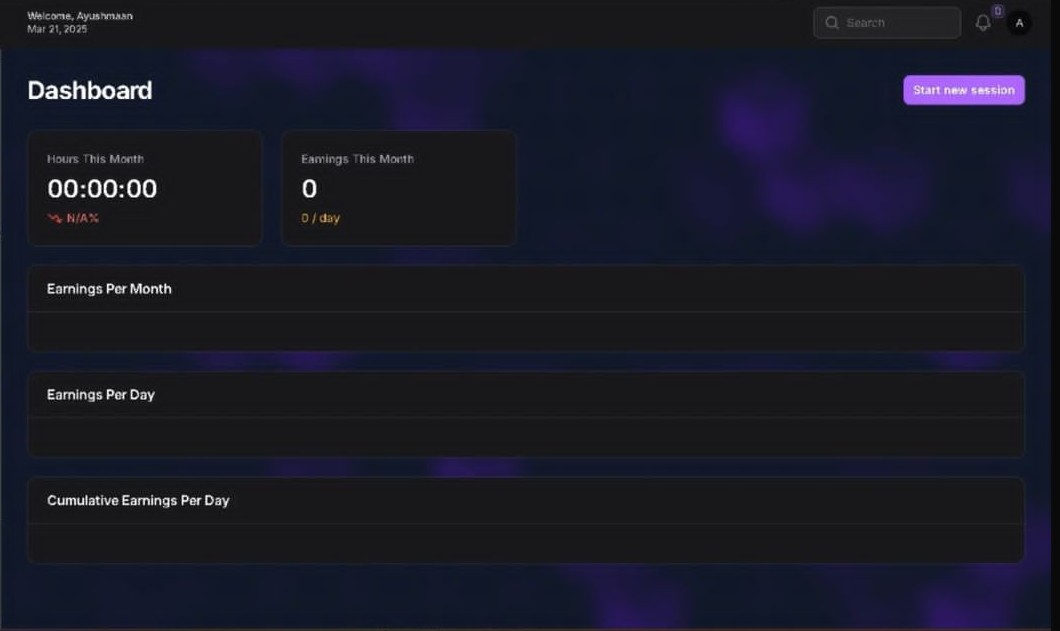 Welcome, Ayushmaan
Mar 21, 2025
Search
0
A
Dashboard
Start new session
Hours This Month
00:00:00
N/A%
Earnings This Month
0
0 / day
Earnings Per Month
Earnings Per Day
Cumulative Earnings Per Day